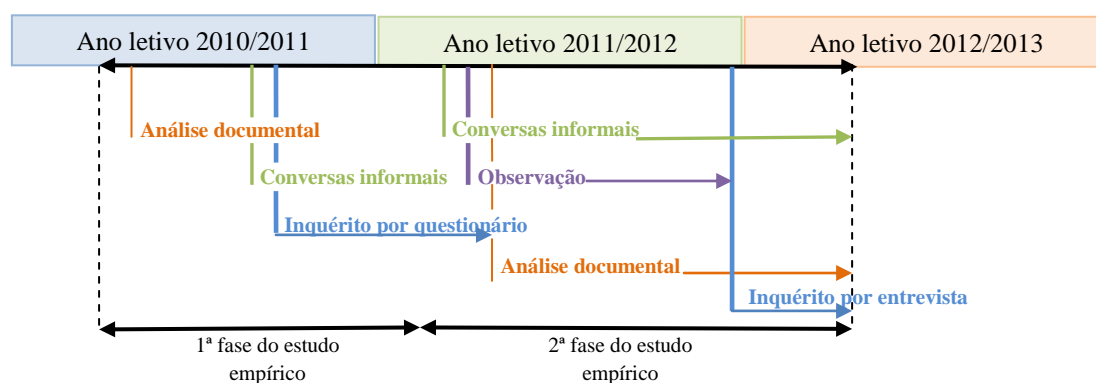 Ano letivo 2010/2011
Ano letivo 2011/2012
Ano letivo 2012/2013
Análise documental
Conversas informais
Conversas informais
Observação
Inquérito por questionário
Análise documental
Inquérito por entrevista
1ª fase do estudo
empírico
2ª fase do estudo
empírico